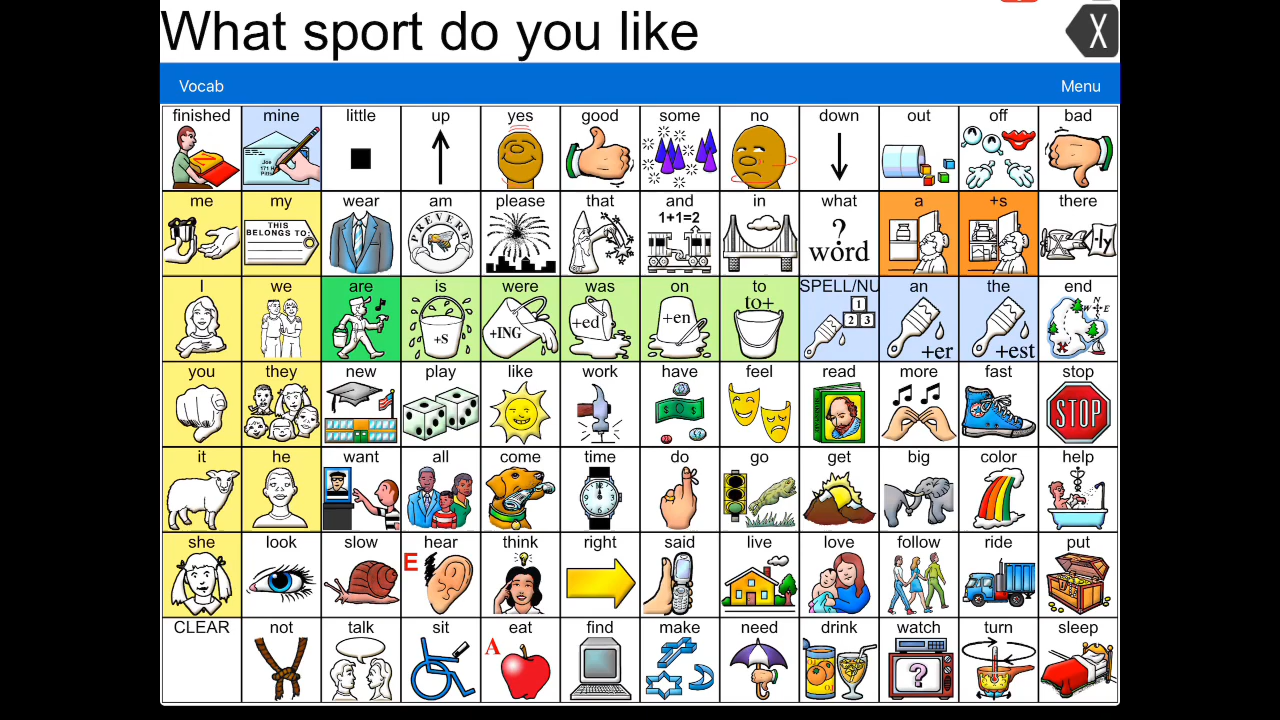 What sport do you like
X
Vocab Menu
finished mine little up yes good some no down out off bad
me my wear am please that and in what a +s there
THIS BELONGS TO: PREVERB 1+1=2 ? word -ly
I we are is were was on to SPELL/NU an the end
+s +ING +ed +en to+ 1 2 3 +er +est N W E
you they new play like work have feel read more fast stop
STOP
it he want all come time do go get big color help
she look slow hear think right said live love follow ride put
E
CLEAR not talk sit eat find make need drink watch turn sleep
A ?